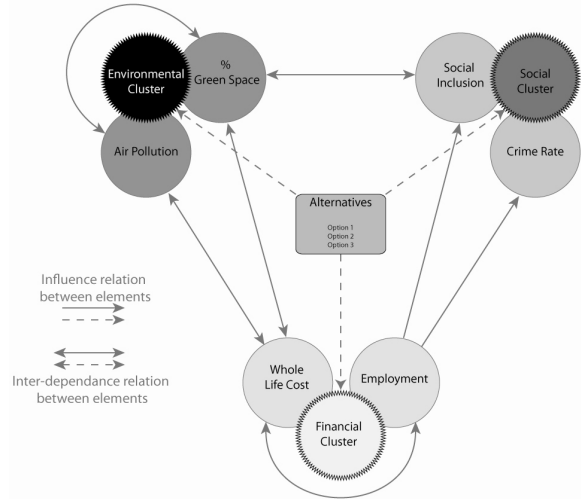 Environmental
Cluster
%
Green Space
Air Pollution
Social
Inclusion
Social
Cluster
Crime Rate
Alternatives
Option 1
Option 2
Option 3
Influence relation
between elements
Inter-dependance relation
between elements
Whole
Life Cost
Employment
Financial
Cluster